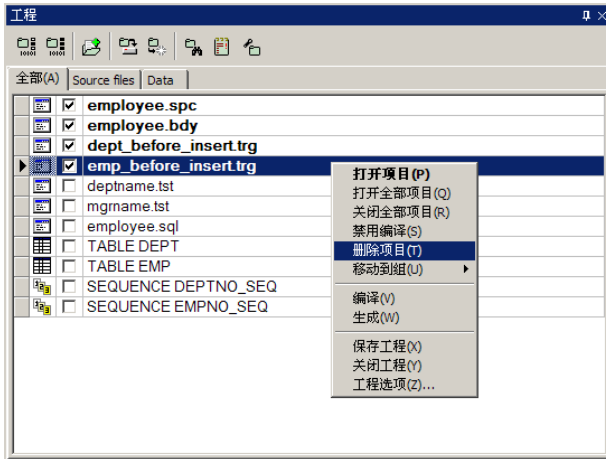 工程
全部(A) Source files Data
employee.spc
employee.bdy
dept_before_insert.trg
emp_before_insert.trg
deptname.tst
mgrname.tst
employee.sql
TABLE DEPT
TABLE EMP
SEQUENCE DEPTNO_SEQ
SEQUENCE EMPNO_SEQ
打开项目(P)
打开全部项目(Q)
关闭全部项目(R)
禁用编译(S)
删除项目(T)
移动到组(U)
编译(V)
生成(W)
保存工程(X)
关闭工程(Y)
工程选项(Z)...